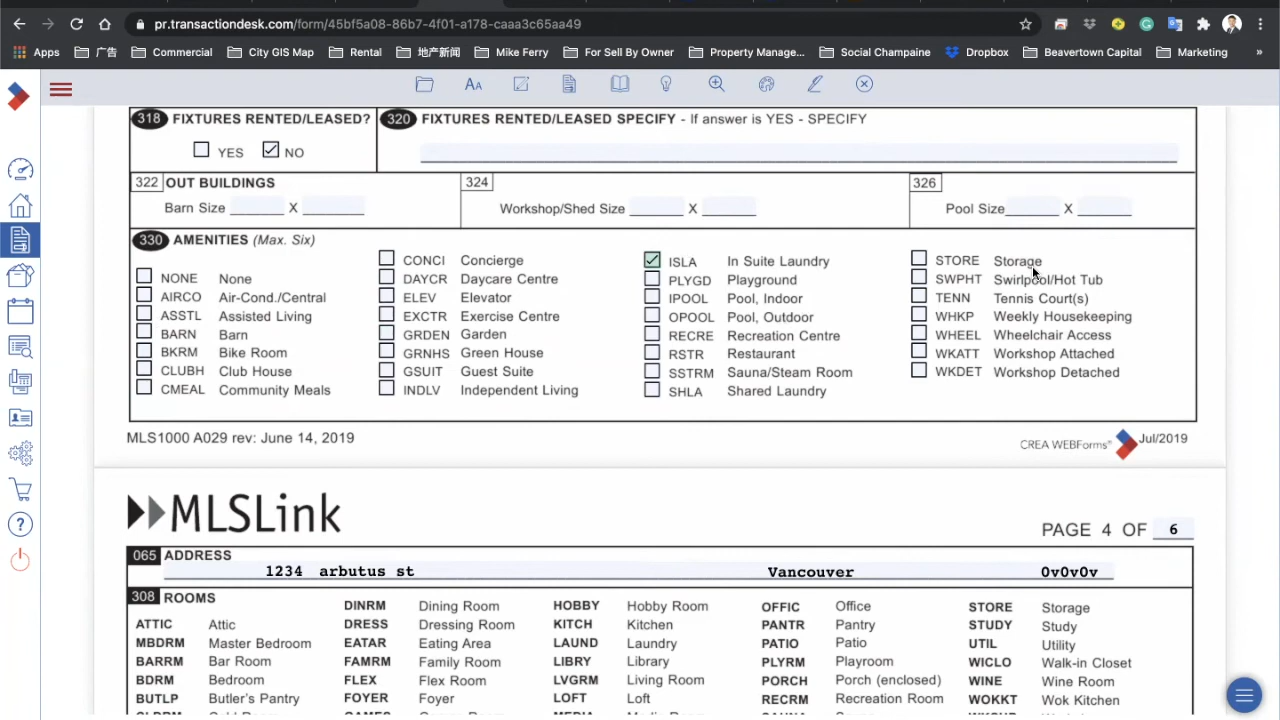 pr.transactiondesk.com/form/45bf5a08-86b7-4f01-a178-caaa3c65aa49
Apps 广告 Commercial City GIS Map Rental 地产新闻 Mike Ferry For Sell By Owner Property Manage... Social Champaine Dropbox Beavertown Capital Marketing »
318 FIXTURES RENTED/LEASED? 320 FIXTURES RENTED/LEASED SPECIFY - If answer is YES - SPECIFY
YES NO
322 OUT BUILDINGS 324 326
Barn Size X Workshop/Shed Size X Pool Size X
330 AMENITIES (Max. Six)
CONCI Concierge ISLA In Suite Laundry STORE Storage
NONE None DAYCR Daycare Centre PLYGD Playground SWPHT Swirlpool/Hot Tub
AIRCO Air-Cond./Central ELEV Elevator IPOOL Pool, Indoor TENN Tennis Court(s)
ASSTL Assisted Living EXCTR Exercise Centre OPOOL Pool, Outdoor WHKP Weekly Housekeeping
BARN Barn GRDEN Garden RECRE Recreation Centre WHEEL Wheelchair Access
BKRM Bike Room GRNHS Green House RSTR Restaurant WKATT Workshop Attached
CLUBH Club House GSUIT Guest Suite SSTRM Sauna/Steam Room WKDET Workshop Detached
CMEAL Community Meals INDLV Independent Living SHLA Shared Laundry
MLS1000 A029 rev: June 14, 2019 CREA WEBForms® Jul/2019
MLSLink
PAGE 4 OF 6
065 ADDRESS
1234 arbutus st Vancouver 0v0v0v
308 ROOMS DINRM Dining Room HOBBY Hobby Room OFFIC Office STORE Storage
ATTIC Attic DRESS Dressing Room KITCH Kitchen PANTR Pantry STUDY Study
MBDRM Master Bedroom EATAR Eating Area LAUND Laundry PATIO Patio UTIL Utility
BARRM Bar Room FAMRM Family Room LIBRY Library PLYRM Playroom WICLO Walk-in Closet
BDRM Bedroom FLEX Flex Room LVGRM Living Room PORCH Porch (enclosed) WINE Wine Room
BUTLP Butler's Pantry FOYER Foyer LOFT Loft RECRM Recreation Room WOKKT Wok Kitchen